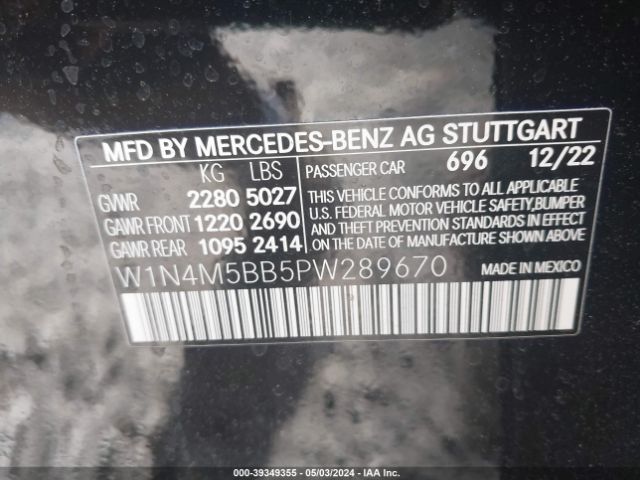 MFD BY MERCEDES-BENZ AG STUTTGART
KG LBS PASSENGER CAR 696 12/22
GVWR 2280 5027
GAWR FRONT 1220 2690
GAWR REAR 1095 2414
THIS VEHICLE CONFORMS TO ALL APPLICABLE
U.S. FEDERAL MOTOR VEHICLE SAFETY,BUMPER
AND THEFT PREVENTION STANDARDS IN EFFECT
ON THE DATE OF MANUFACTURE SHOWN ABOVE.
W1N4M5BB5PW289670 MADE IN MEXICO
000-39349355 - 05/03/2024 - IAA Inc.